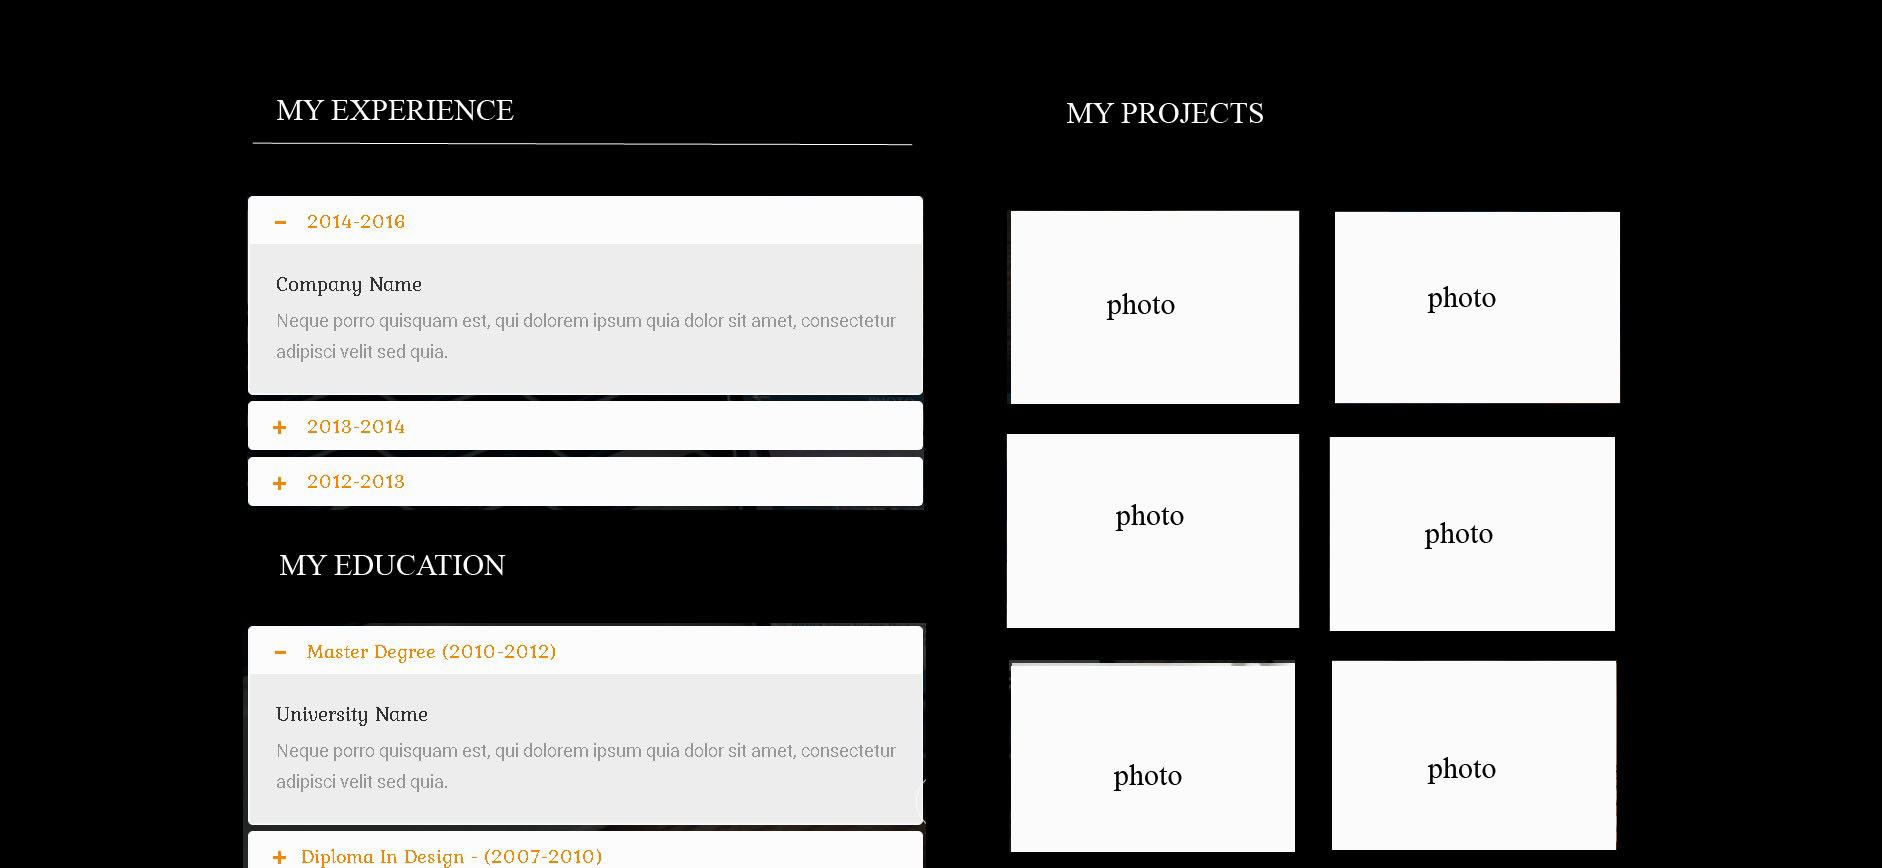 MY EXPERIENCE
− 2014-2016
Company Name
Neque porro quisquam est, qui dolorem ipsum quia dolor sit amet, consectetur
adipisci velit sed quia.
+ 2013-2014
+ 2012-2013
MY EDUCATION
− Master Degree (2010-2012)
University Name
Neque porro quisquam est, qui dolorem ipsum quia dolor sit amet, consectetur
adipisci velit sed quia.
+ Diploma In Design - (2007-2010)
MY PROJECTS
photo
photo
photo
photo
photo
photo